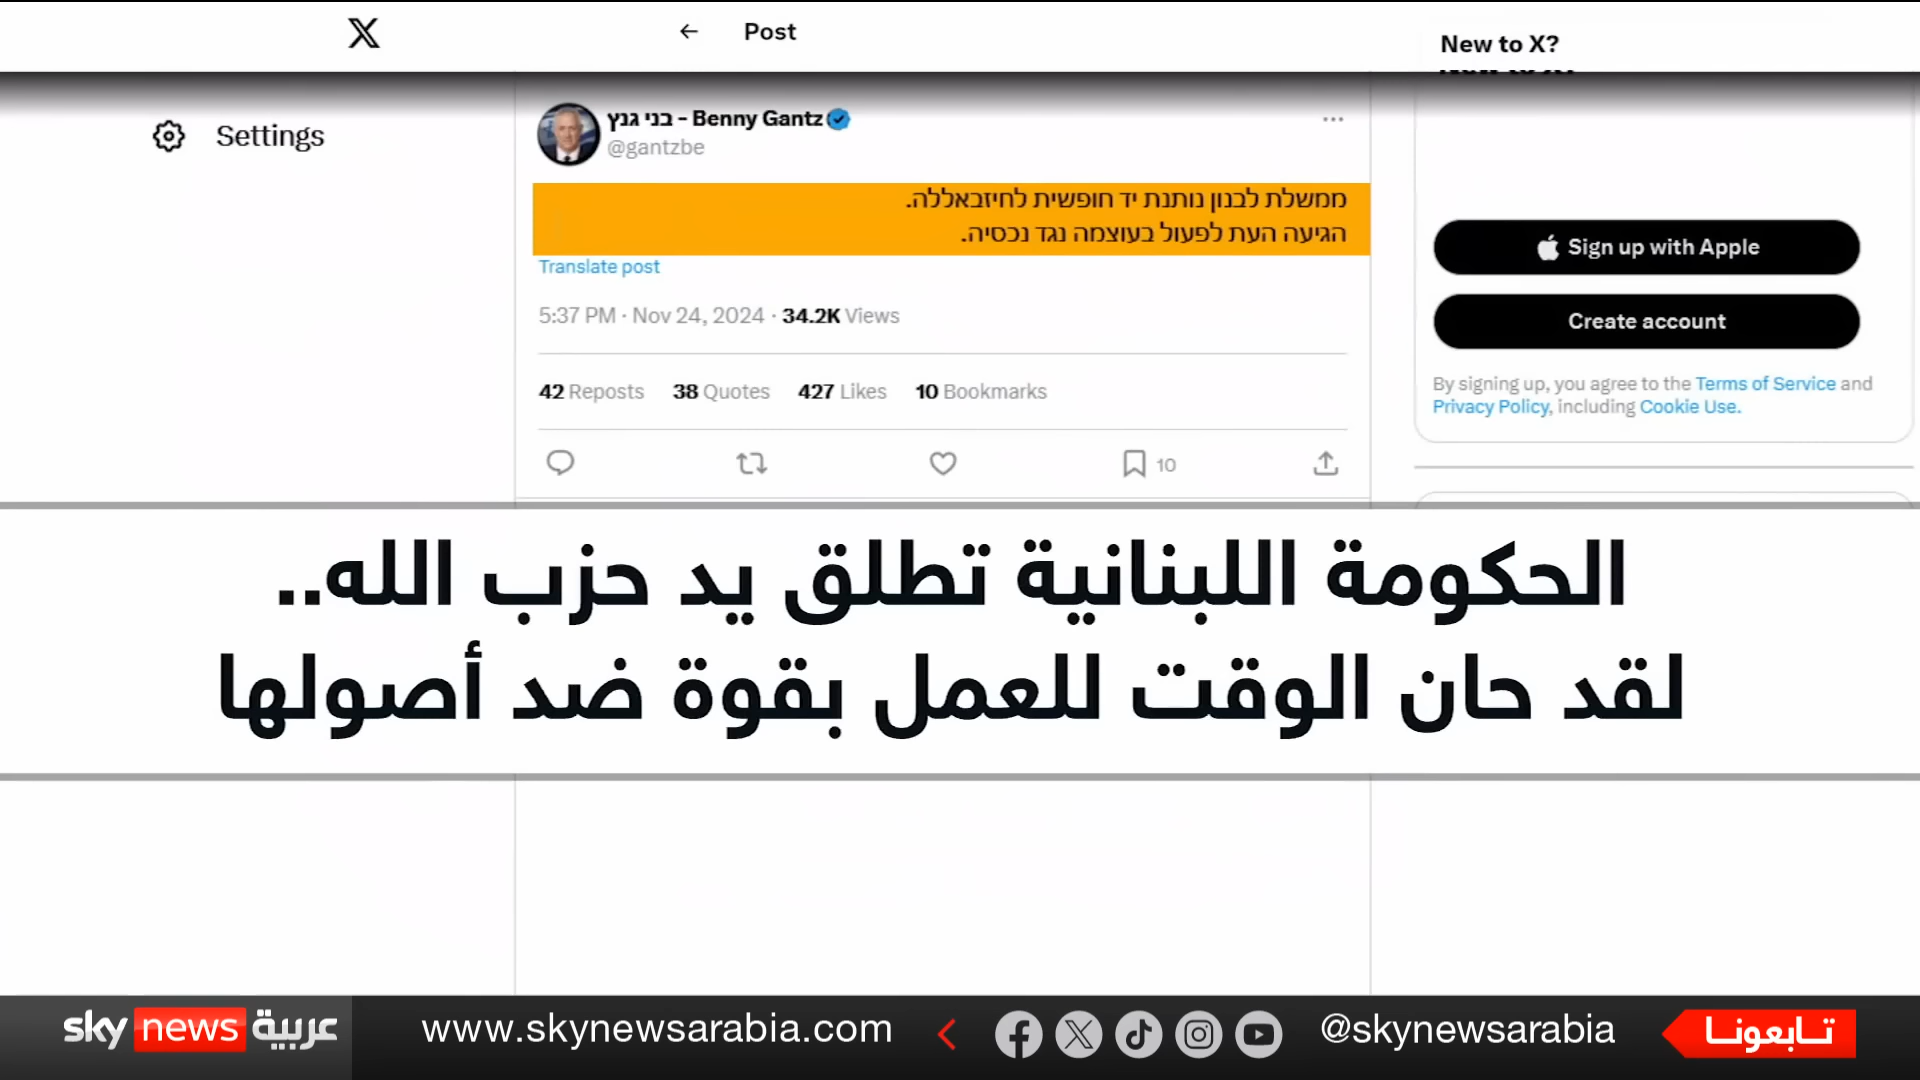 Post
New to X?
Settings
בני גנץ - Benny Gantz
@gantzbe
ממשלת לבנון נותנת יד חופשית לחיזבאללה.
הגיעה העת לפעול בעוצמה נגד נכסיה.
Translate post
5:37 PM · Nov 24, 2024 · 34.2K Views
42 Reposts 38 Quotes 427 Likes 10 Bookmarks
10
Sign up with Apple
Create account
By signing up, you agree to the Terms of Service and
Privacy Policy, including Cookie Use.
الحكومة اللبنانية تطلق يد حزب الله..
لقد حان الوقت للعمل بقوة ضد أصولها
sky news عربية
www.skynewsarabia.com
@skynewsarabia
تابعونا